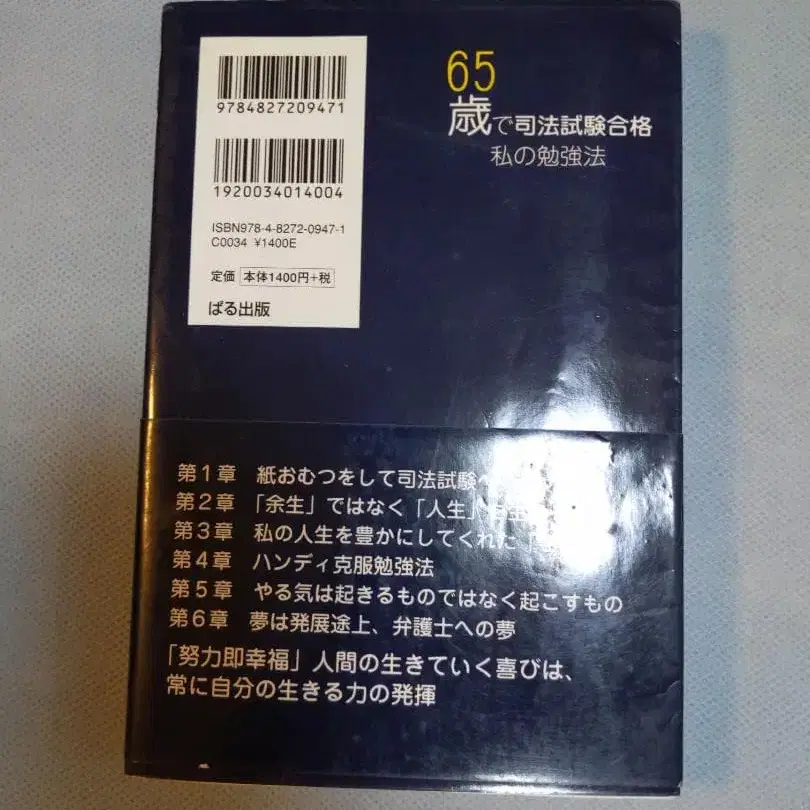 9784827209471
1920034014004
ISBN978-4-8272-0947-1
C0034 ¥1400E
定価 本体1400円+税
ぱる出版
65
歳で司法試験合格
私の勉強法
第1章 紙おむつをして司法試験へ
第2章 「余生」ではなく「人生」
第3章 私の人生を豊かにしてくれた「
第4章 ハンディ克服勉強法
第5章 やる気は起きるものではなく起こすもの
第6章 夢は発展途上、弁護士への夢
「努力即幸福」人間の生きていく喜びは、
常に自分の生きる力の発揮